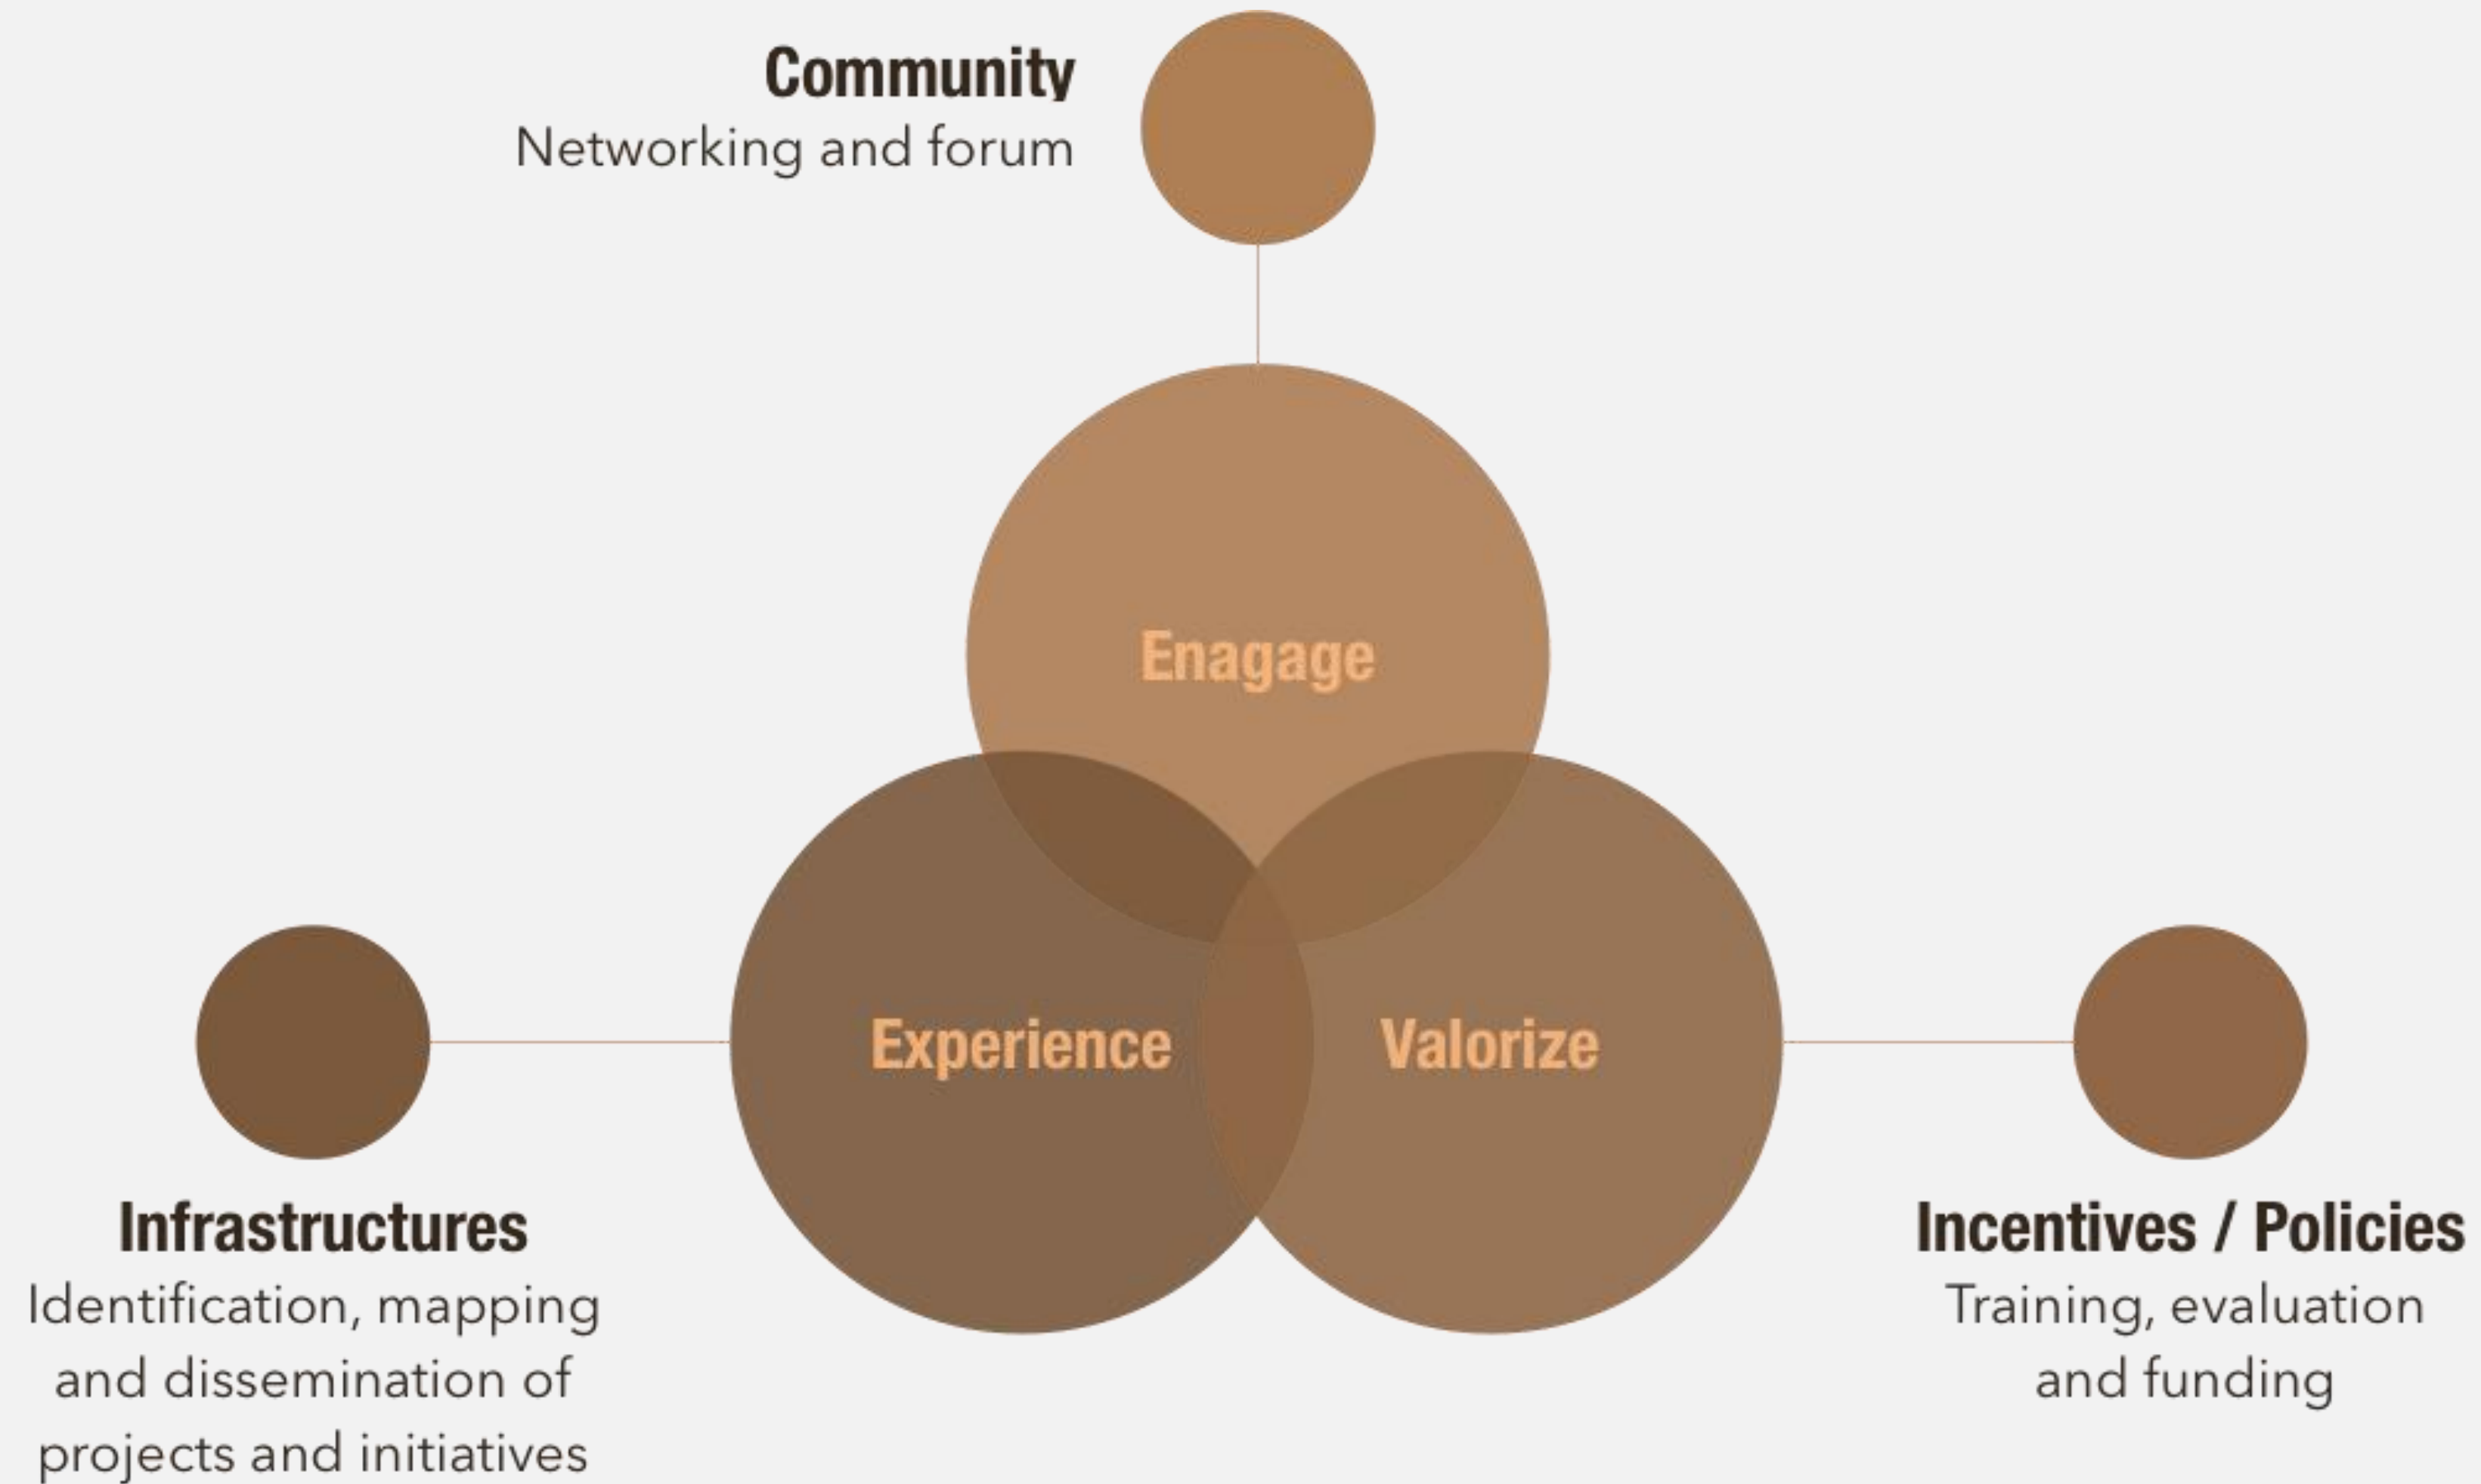 Community
Networking and forum
Enagage
Experience
Valorize
Infrastructures
Identification, mapping
and dissemination of
projects and initiatives
Incentives / Policies
Training, evaluation
and funding